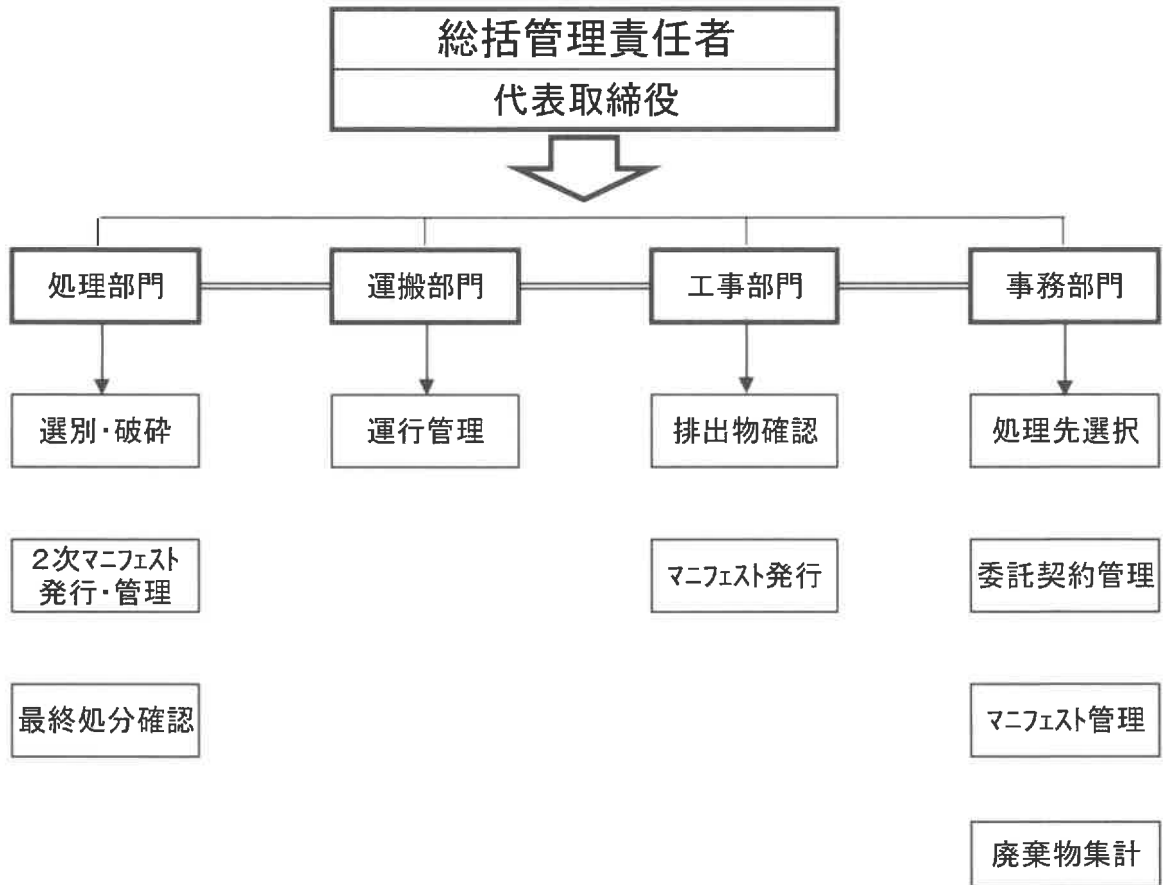 総括管理責任者
代表取締役
処理部門
運搬部門
工事部門
事務部門
選別・破砕
運行管理
排出物確認
処理先選択
2次マニフェスト
発行・管理
マニフェスト発行
委託契約管理
最終処分確認
マニフェスト管理
廃棄物集計